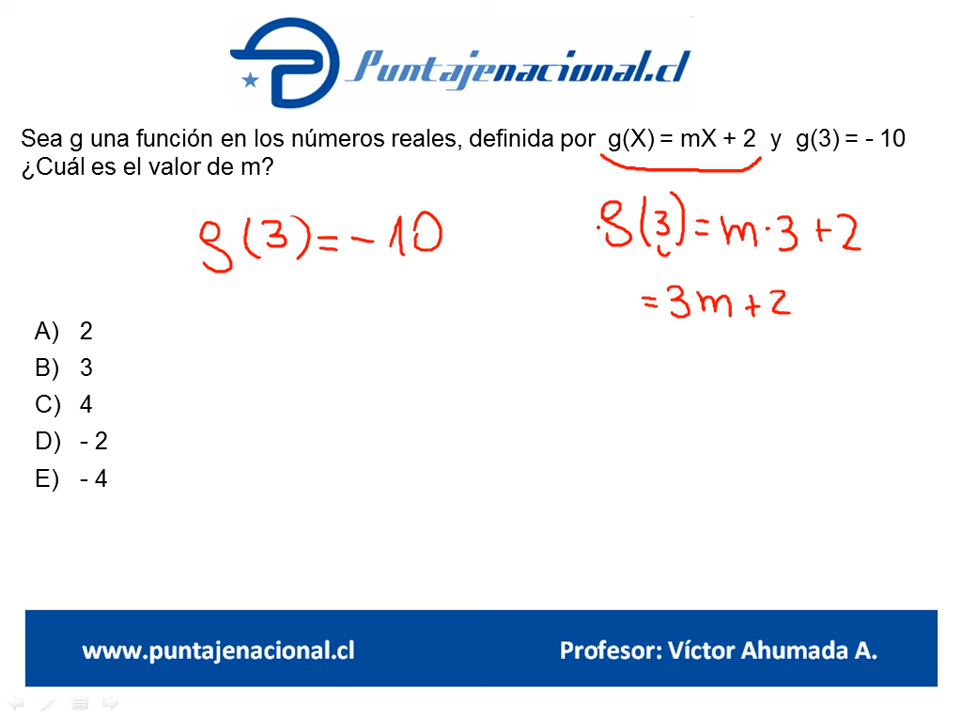 Puntajenacional.cl
Sea g una función en los números reales, definida por g(X) = mX + 2 y g(3) = - 10
¿Cuál es el valor de m?
g(3) = - 10
g(3) = m · 3 + 2
= 3m + 2
A) 2
B) 3
C) 4
D) - 2
E) - 4
www.puntajenacional.cl Profesor: Víctor Ahumada A.